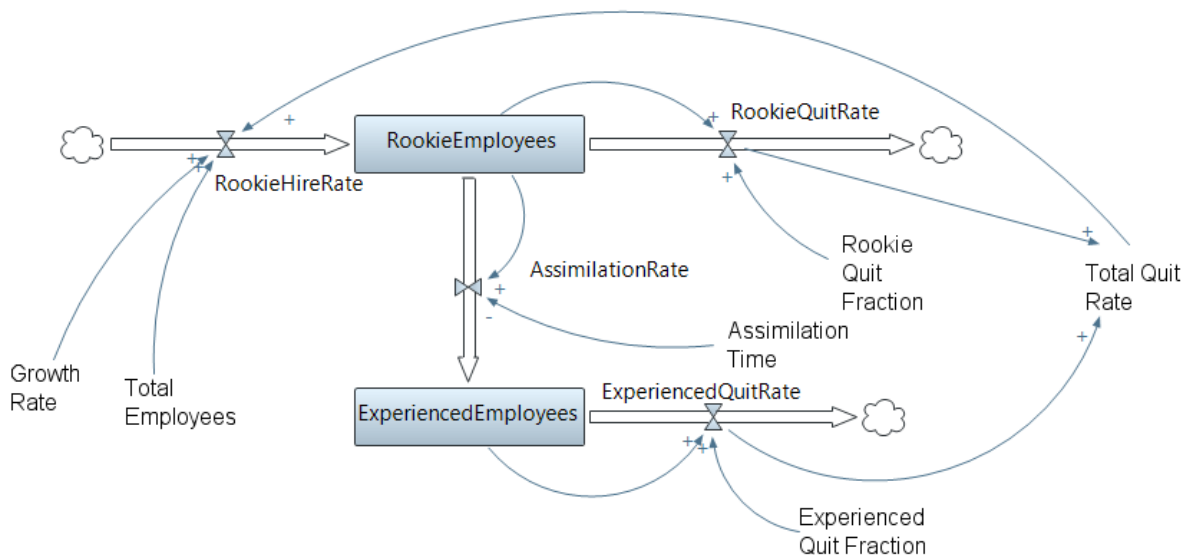 RookieQuitRate
+
+
RookieEmployees
+
+
RookieHireRate
+
+
Rookie
Quit
Fraction
Total Quit
Rate
AssimilationRate
+
-
Assimilation
Time
+
Growth
Rate
Total
Employees
ExperiencedQuitRate
ExperiencedEmployees
+
+
Experienced
Quit Fraction